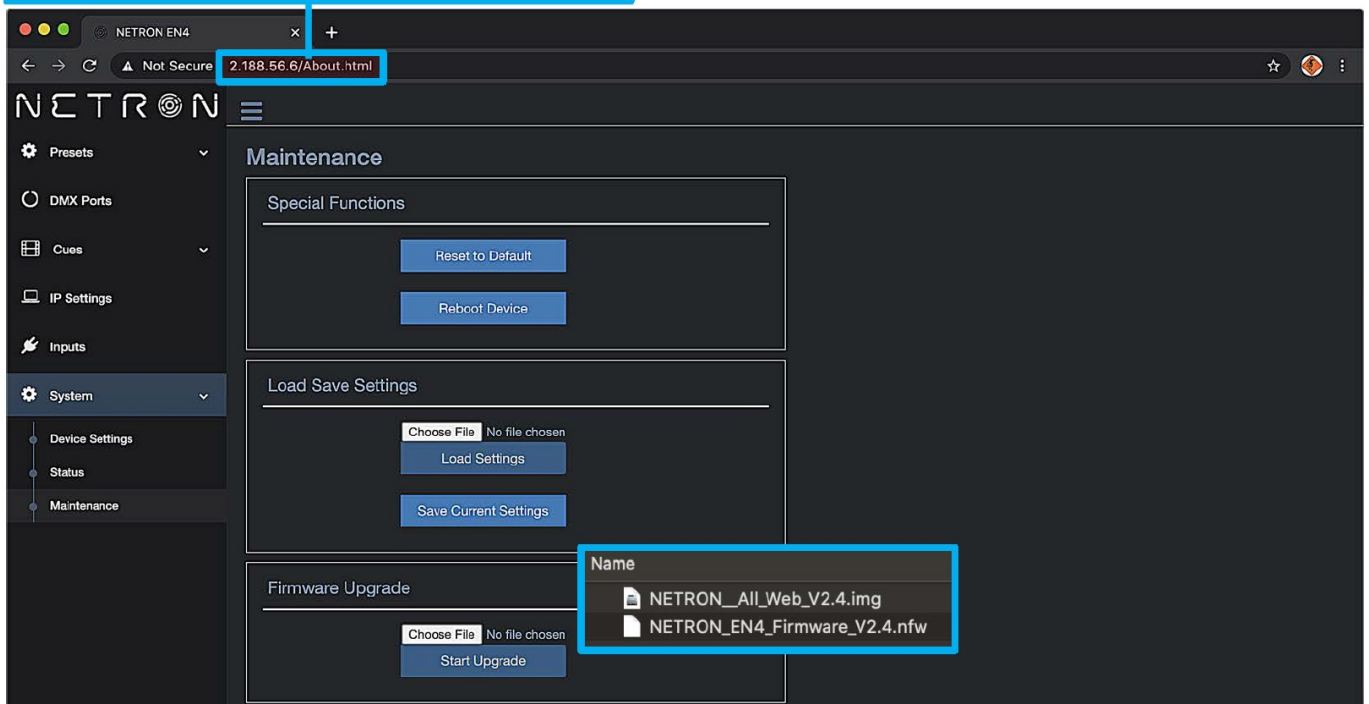 NETRON EN4
Not Secure 2.188.56.6/About.html
NETRON
Presets
DMX Ports
Cues
IP Settings
Inputs
System
Device Settings
Status
Maintenance
Maintenance
Special Functions
Reset to Default
Reboot Device
Load Save Settings
Choose File No file chosen
Load Settings
Save Current Settings
Firmware Upgrade
Choose File No file chosen
Start Upgrade
Name
NETRON__All_Web_V2.4.img
NETRON_EN4_Firmware_V2.4.nfw